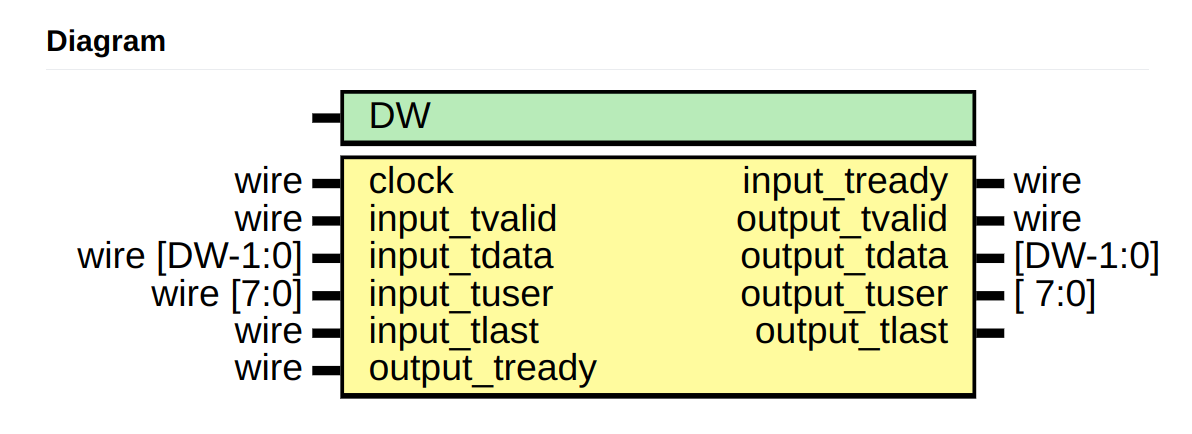 Diagram
DW
wire clock input_tready wire
wire input_tvalid output_tvalid wire
wire [DW-1:0] input_tdata output_tdata [DW-1:0]
wire [7:0] input_tuser output_tuser [ 7:0]
wire input_tlast output_tlast
wire output_tready